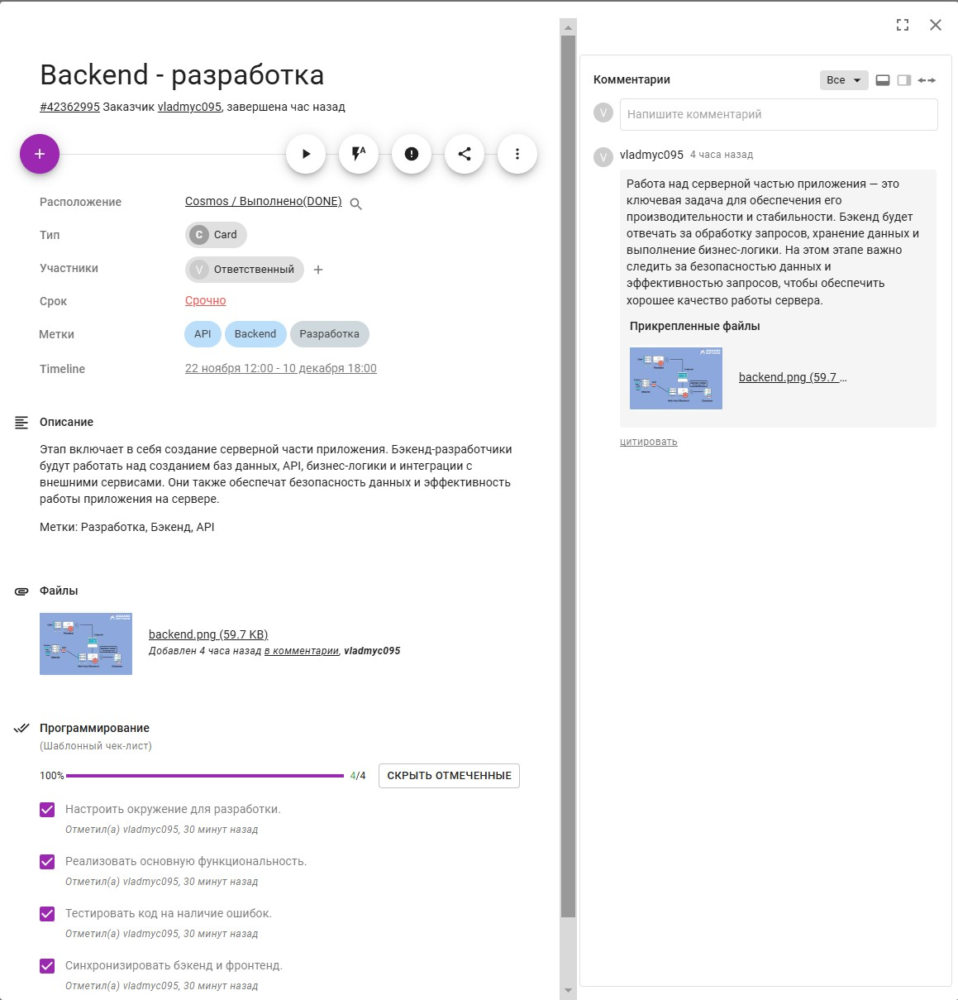 Backend - разработка
#42362995 Заказчик vladmyc095, завершена час назад
Расположение
Cosmos / Выполнено(DONE)
Тип
C Card
Участники
V Ответственный
Срок
Срочно
Метки
API Backend Разработка
Timeline
22 ноября 12:00 - 10 декабря 18:00
Описание
Этап включает в себя создание серверной части приложения. Бэкенд-разработчики
будут работать над созданием баз данных, API, бизнес-логики и интеграции с
внешними сервисами. Они также обеспечат безопасность данных и эффективность
работы приложения на сервере.
Метки: Разработка, Бэкенд, API
Файлы
backend.png (59.7 KB)
Добавлен 4 часа назад в комментарии, vladmyc095
Программирование
(Шаблонный чек-лист)
100% 4/4 СКРЫТЬ ОТМЕЧЕННЫЕ
Настроить окружение для разработки.
Отметил(а) vladmyc095, 30 минут назад
Реализовать основную функциональность.
Отметил(а) vladmyc095, 30 минут назад
Тестировать код на наличие ошибок.
Отметил(а) vladmyc095, 30 минут назад
Синхронизировать бэкенд и фронтенд.
Отметил(а) vladmyc095, 30 минут назад
Комментарии
Все
V Напишите комментарий
V vladmyc095 4 часа назад
Работа над серверной частью приложения — это
ключевая задача для обеспечения его
производительности и стабильности. Бэкенд будет
отвечать за обработку запросов, хранение данных и
выполнение бизнес-логики. На этом этапе важно
следить за безопасностью данных и
эффективностью запросов, чтобы обеспечить
хорошее качество работы сервера.
Прикрепленные файлы
backend.png (59.7 ...
цитировать